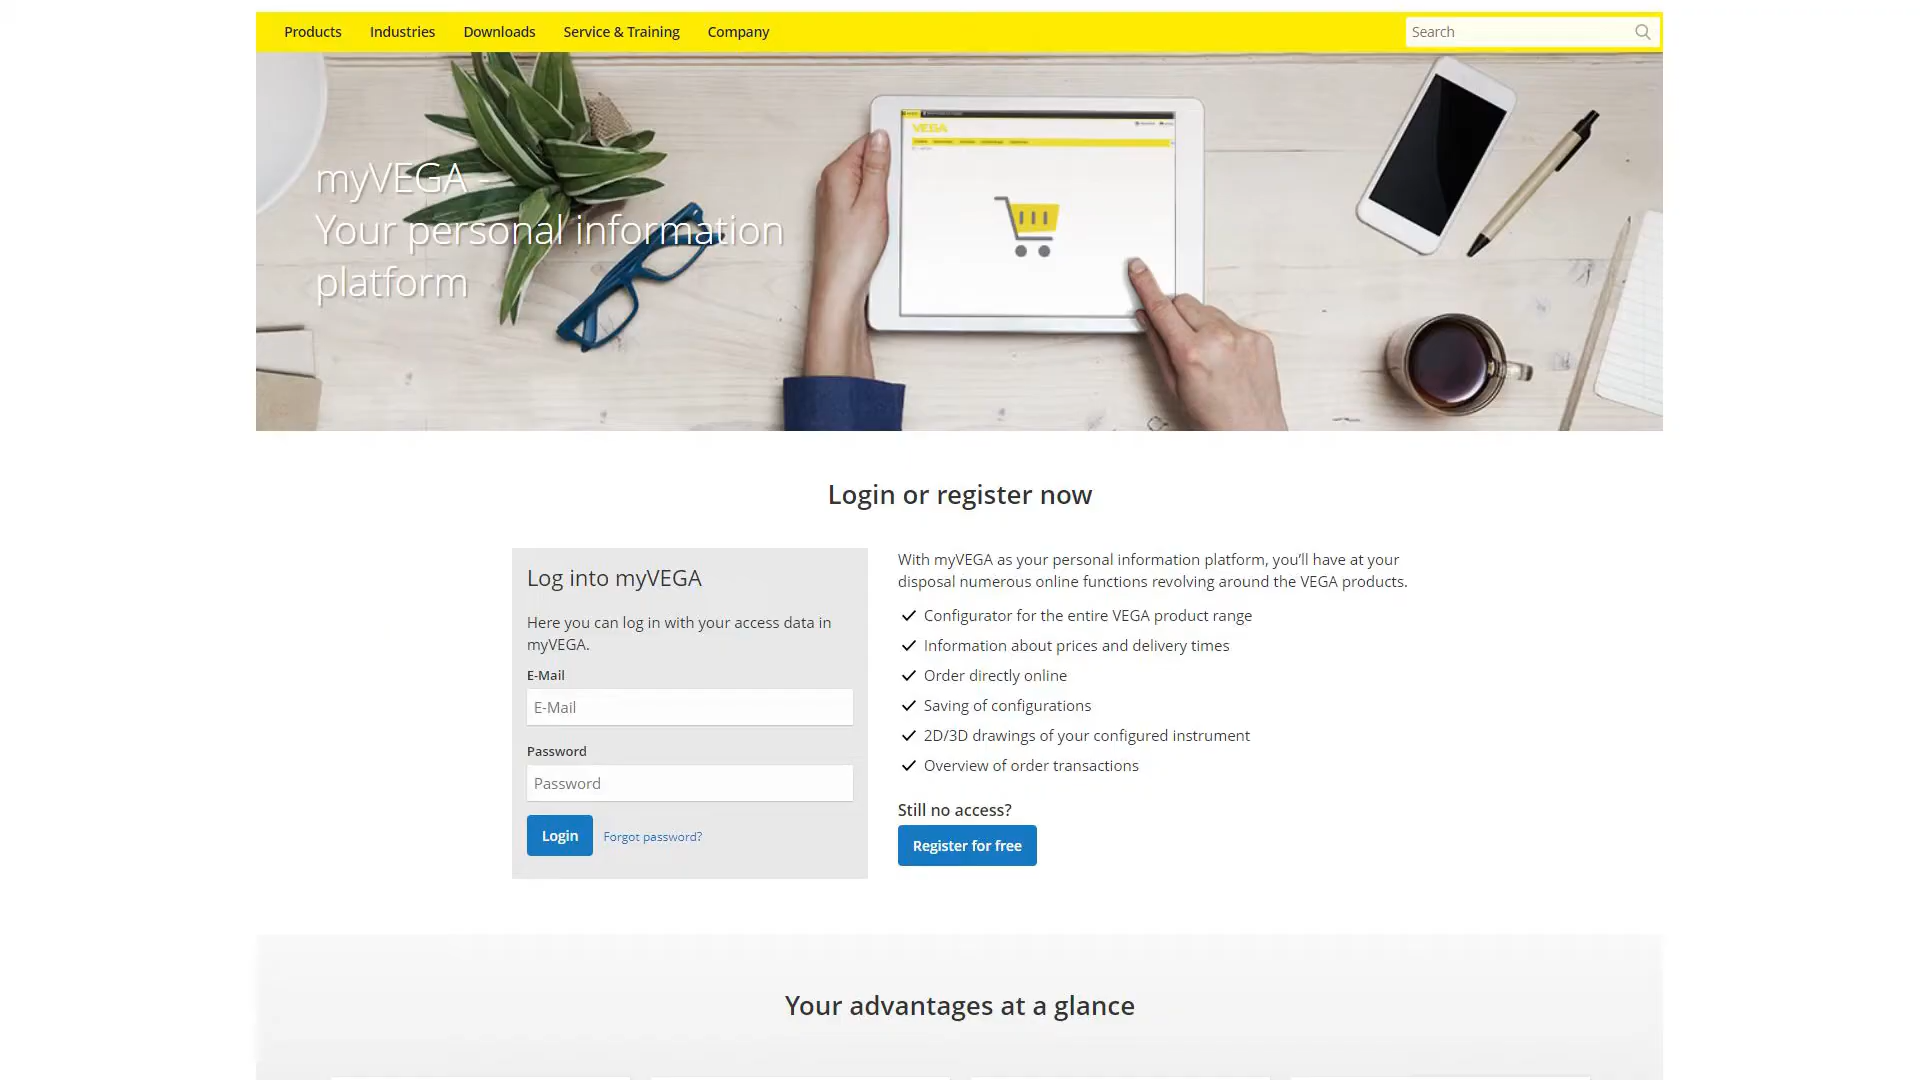 Products
Industries
Downloads
Service & Training
Company
Search
VEGA
myVEGA -
Your personal information
platform
Login or register now
Log into myVEGA
Here you can log in with your access data in
myVEGA.
E-Mail
E-Mail
Password
Password
Login
Forgot password?
With myVEGA as your personal information platform, you’ll have at your
disposal numerous online functions revolving around the VEGA products.
Configurator for the entire VEGA product range
Information about prices and delivery times
Order directly online
Saving of configurations
2D/3D drawings of your configured instrument
Overview of order transactions
Still no access?
Register for free
Your advantages at a glance